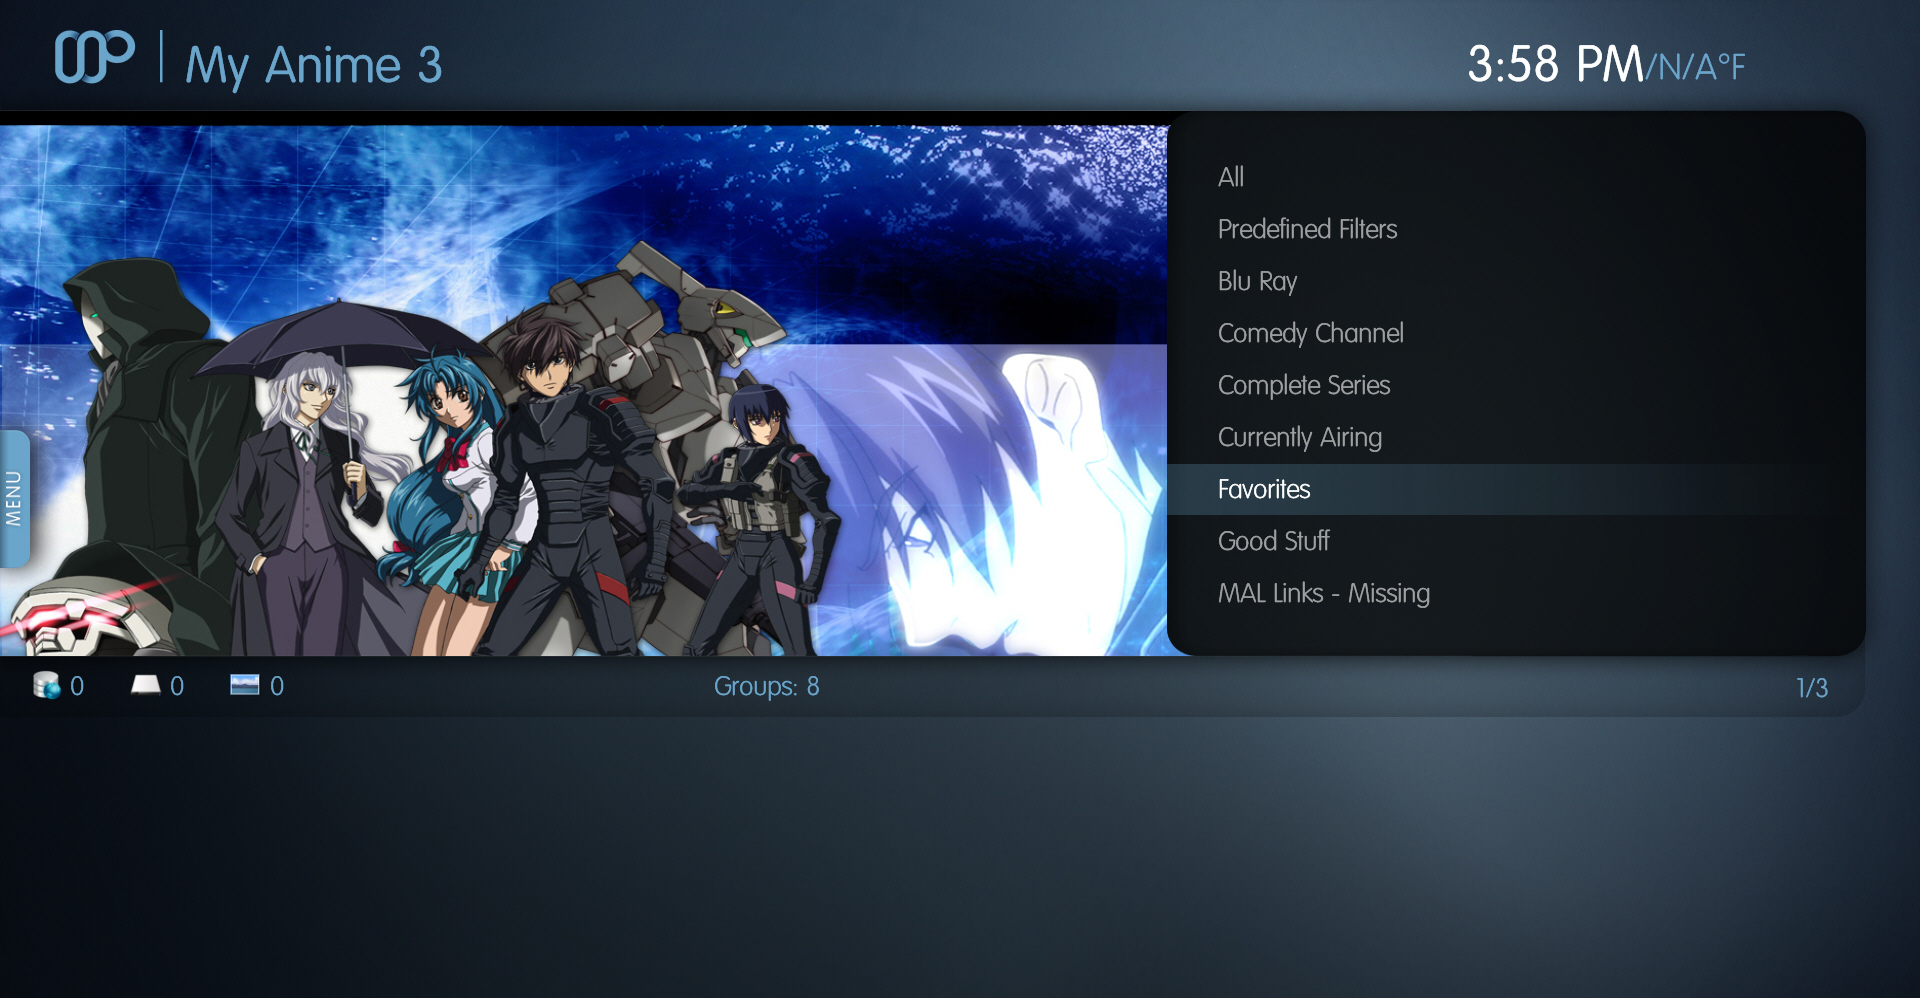 My Anime 3
3:58 PM/N/A°F
All
Predefined Filters
Blu Ray
Comedy Channel
Complete Series
Currently Airing
Favorites
Good Stuff
MAL Links - Missing
MENU
0
0
0
Groups: 8
1/3